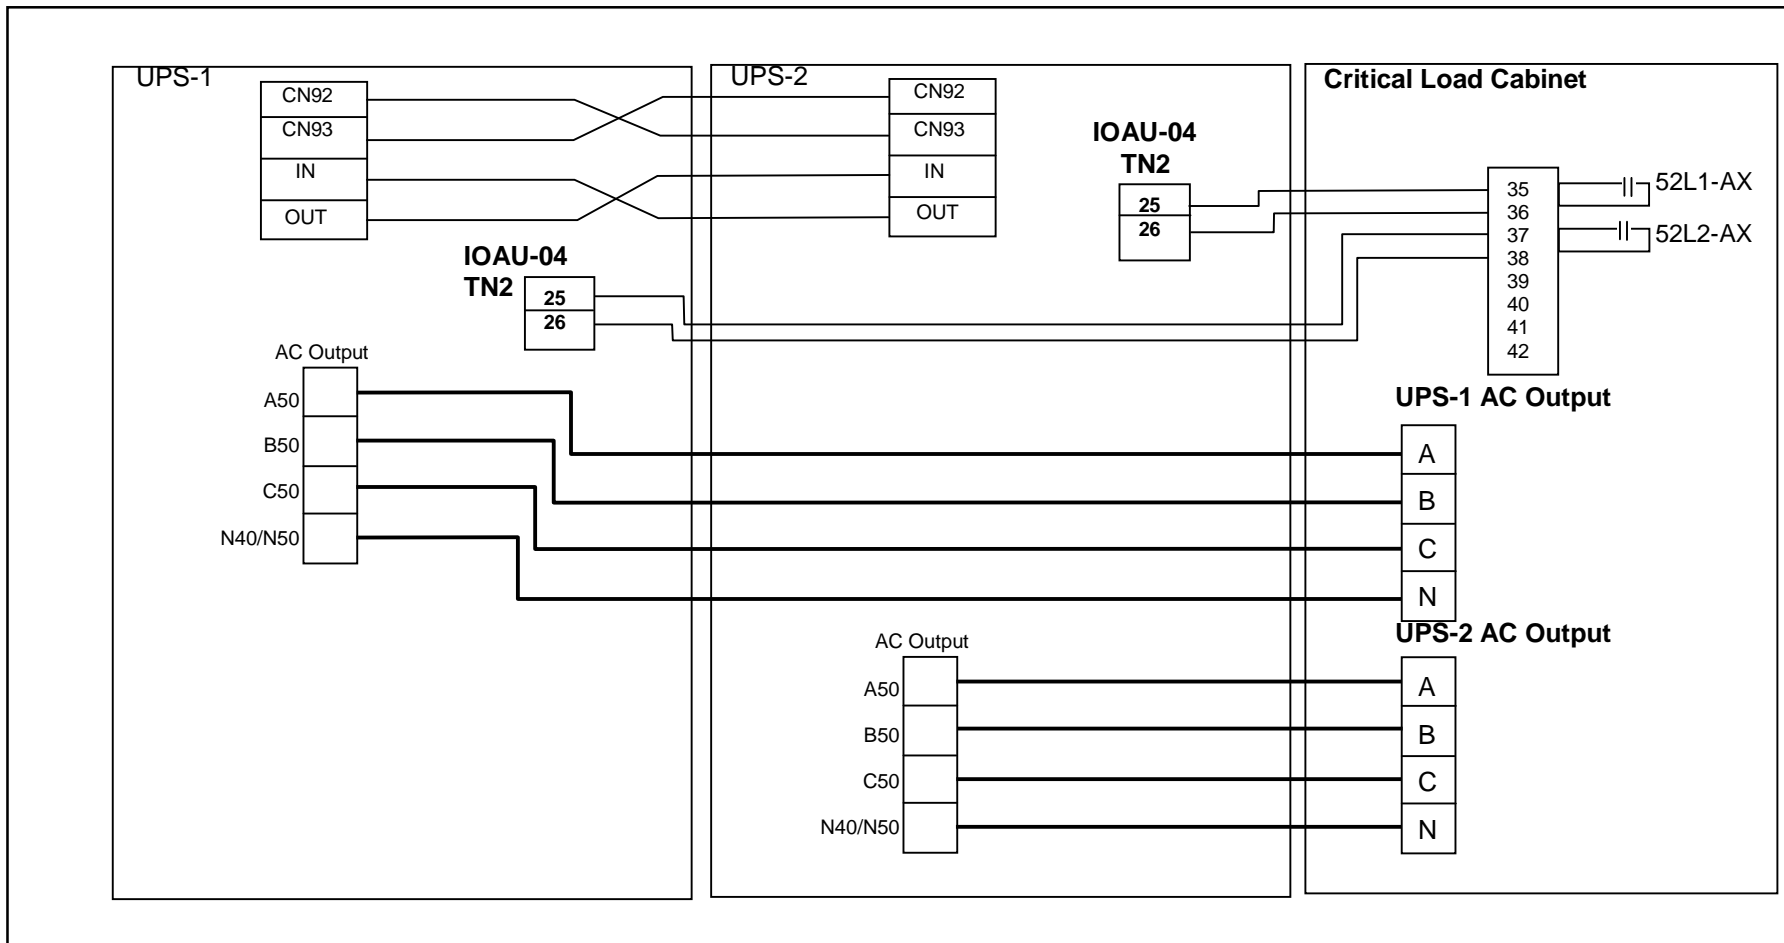 UPS-1
CN92
CN93
IN
OUT
IOAU-04
TN2
25
26
AC Output
A50
B50
C50
N40/N50
UPS-2
CN92
CN93
IN
OUT
IOAU-04
TN2
25
26
AC Output
A50
B50
C50
N40/N50
Critical Load Cabinet
35
36
37
38
39
40
41
42
52L1-AX
52L2-AX
UPS-1 AC Output
A
B
C
N
UPS-2 AC Output
A
B
C
N